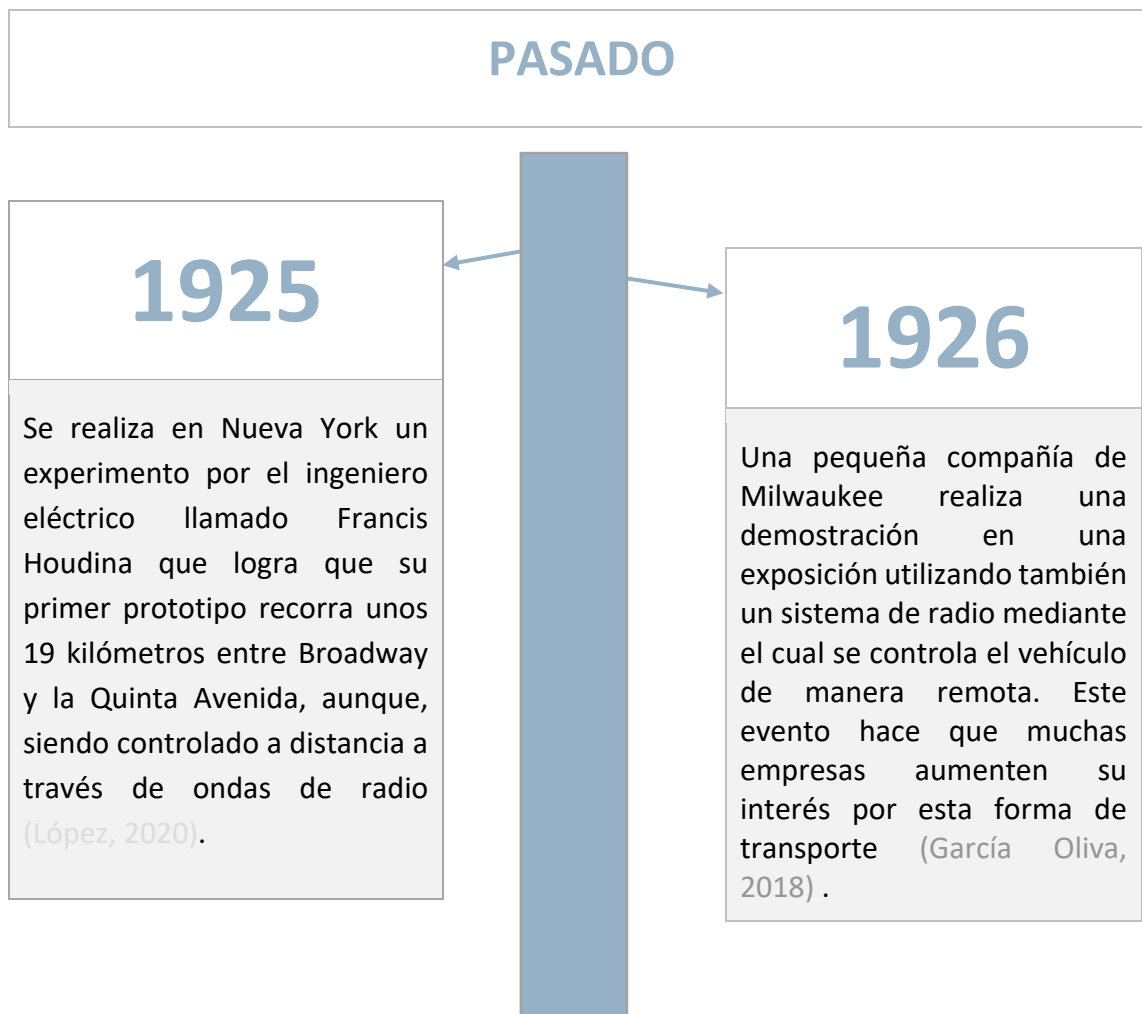 PASADO
1925
Se realiza en Nueva York un
experimento por el ingeniero
eléctrico llamado Francis
Houdina que logra que su
primer prototipo recorra unos
19 kilómetros entre Broadway
y la Quinta Avenida, aunque,
siendo controlado a distancia a
través de ondas de radio
(López, 2020).
1926
Una pequeña compañía de
Milwaukee realiza una
demostración en una
exposición utilizando también
un sistema de radio mediante
el cual se controla el vehículo
de manera remota. Este
evento hace que muchas
empresas aumenten su
interés por esta forma de
transporte (García Oliva,
2018) .